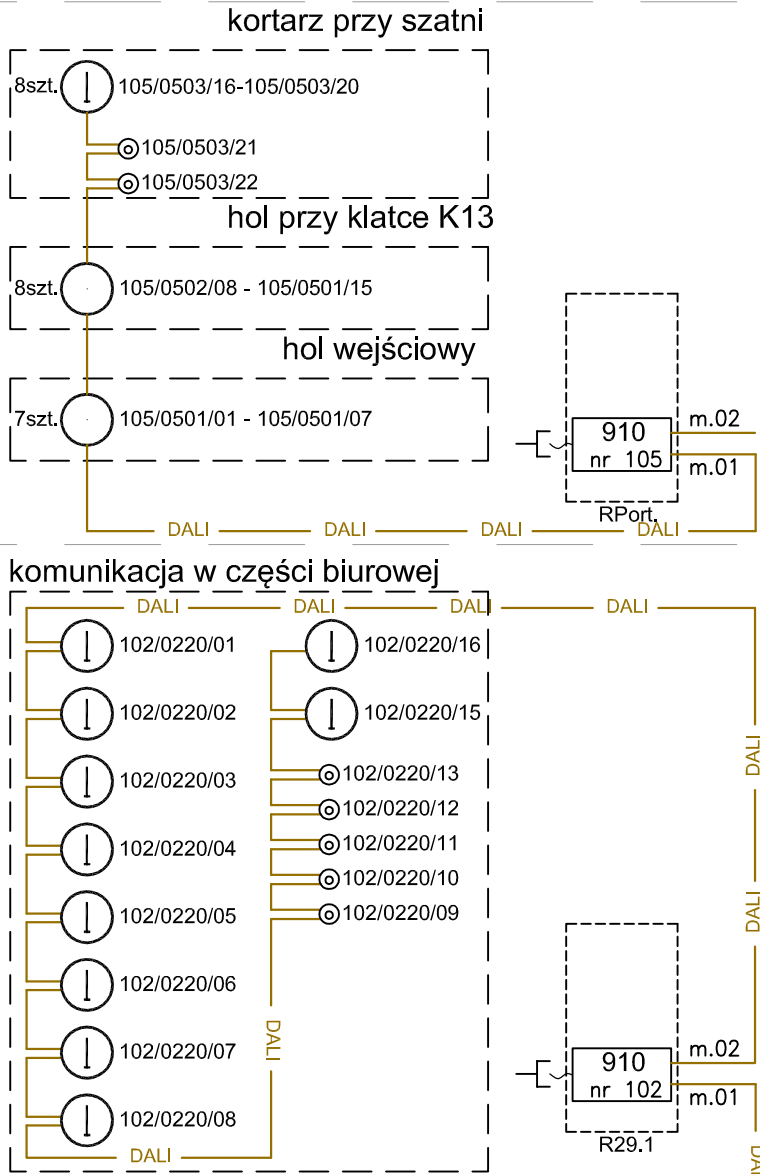 kortarz przy szatni
8szt. 105/0503/16-105/0503/20
105/0503/21
105/0503/22
hol przy klatce K13
8szt. 105/0502/08 - 105/0501/15
hol wejściowy
7szt. 105/0501/01 - 105/0501/07
910
nr 105
m.02
m.01
RPort.
DALI DALI DALI DALI
komunikacja w części biurowej
DALI DALI DALI DALI
102/0220/01
102/0220/02
102/0220/03
102/0220/04
102/0220/05
102/0220/06
102/0220/07
102/0220/08
102/0220/16
102/0220/15
102/0220/13
102/0220/12
102/0220/11
102/0220/10
102/0220/09
DALI
DALI
DALI
DALI
910
nr 102
m.02
m.01
R29.1